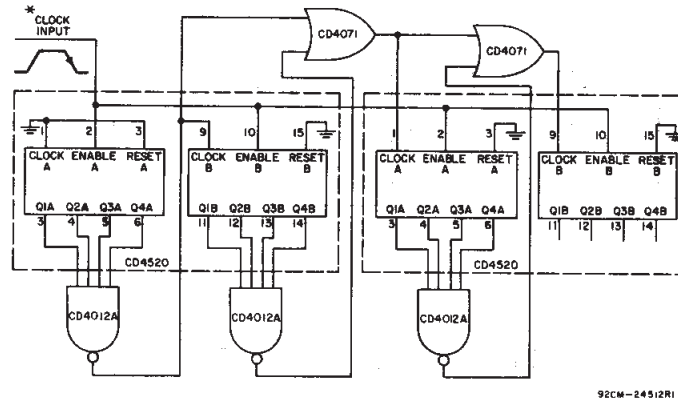 *
CLOCK
INPUT
CD4071
CD4071
1 2 3
9 10 15
1 2 3
9 10 15
CLOCK ENABLE RESET
A A A
CLOCK ENABLE RESET
B B B
CLOCK ENABLE RESET
A A A
CLOCK ENABLE RESET
B B B
Q1A Q2A Q3A Q4A
Q1B Q2B Q3B Q4B
Q1A Q2A Q3A Q4A
Q1B Q2B Q3B Q4B
3 4 5 6
11 12 13 14
3 4 5 6
11 12 13 14
CD4520
CD4520
CD4012A
CD4012A
CD4012A
92CM-24512R1